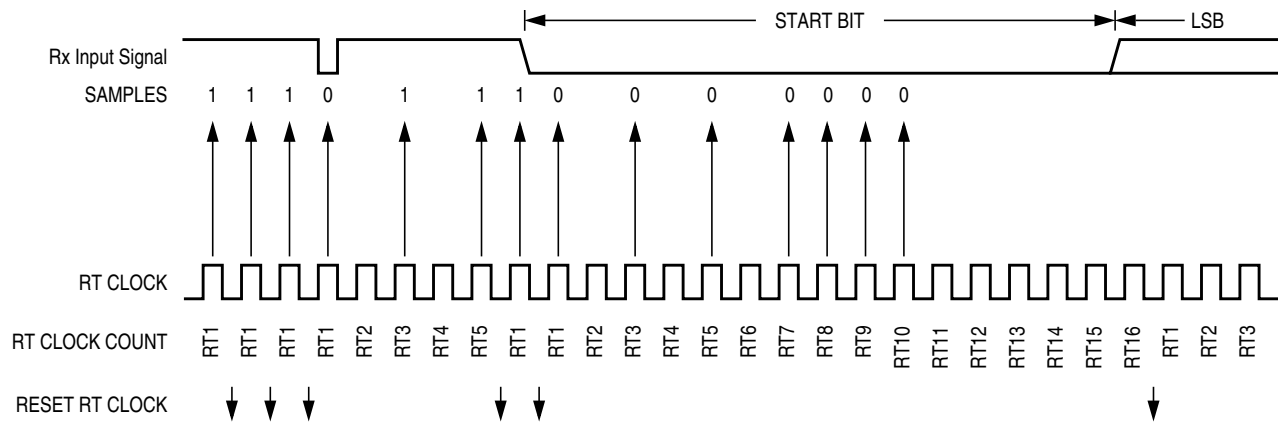 START BIT LSB
Rx Input Signal
SAMPLES 1 1 1 0 1 1 1 0 0 0 0 0 0 0
RT CLOCK
RT CLOCK COUNT RT1 RT1 RT1 RT1 RT2 RT3 RT4 RT5 RT1 RT1 RT2 RT3 RT4 RT5 RT6 RT7 RT8 RT9 RT10 RT11 RT12 RT13 RT14 RT15 RT16 RT1 RT2 RT3
RESET RT CLOCK